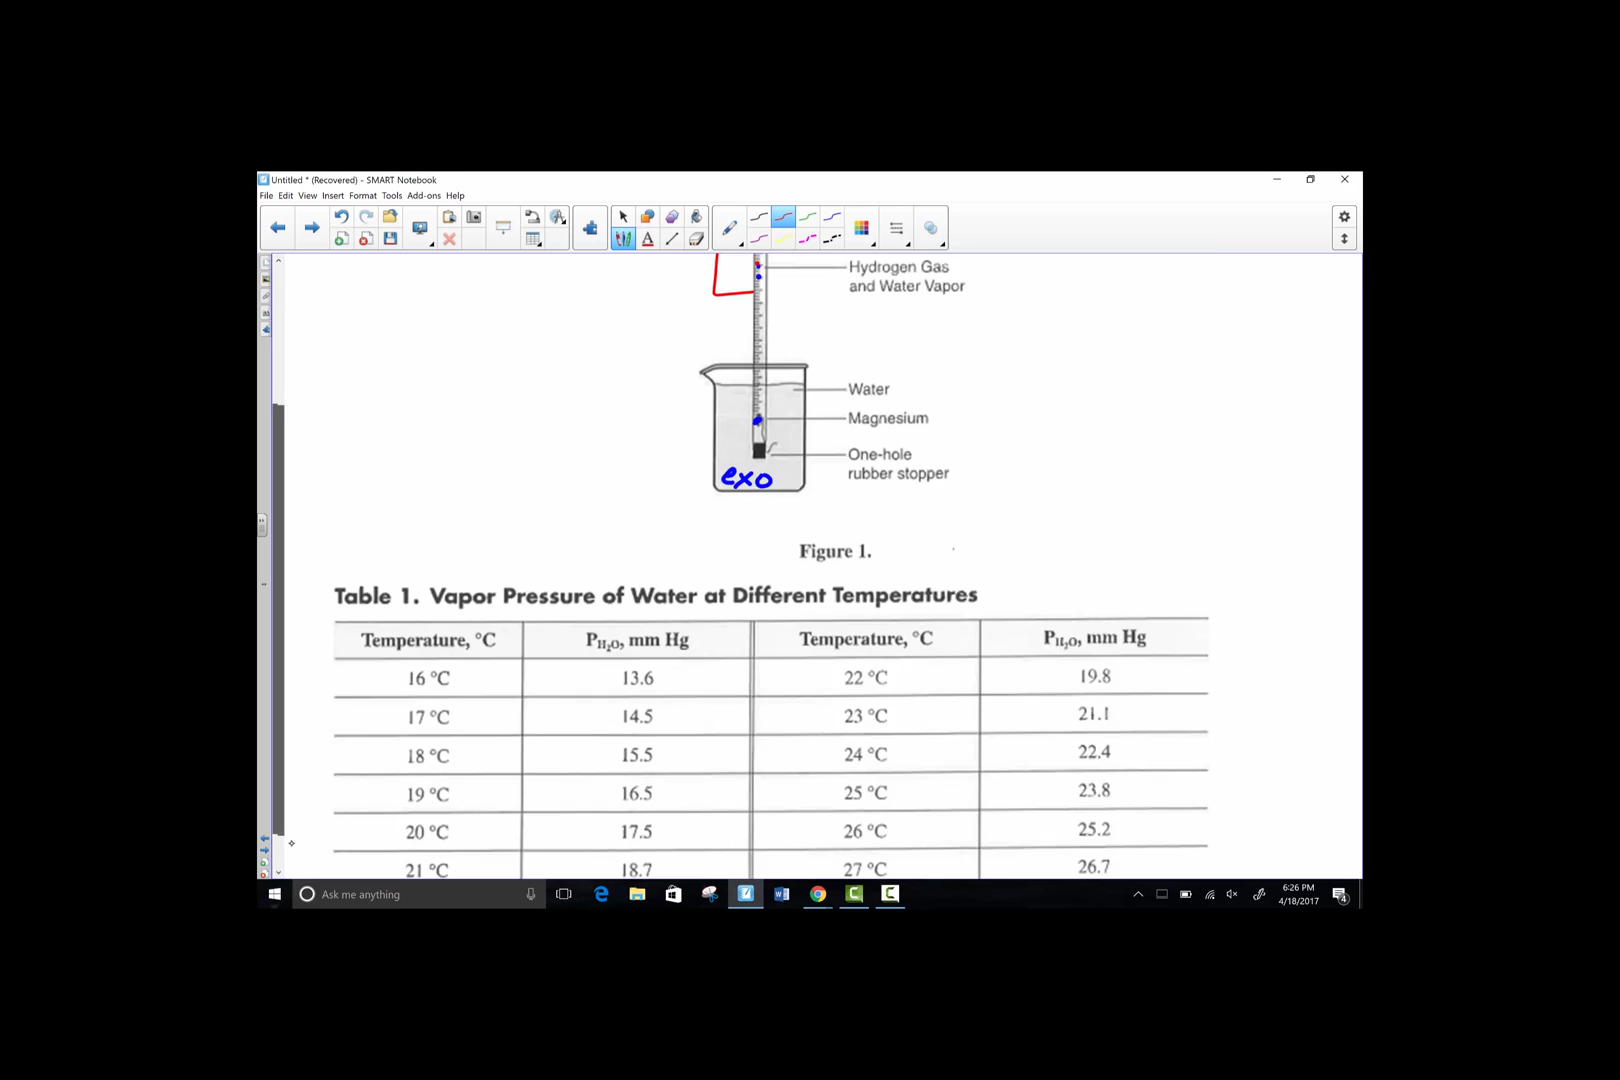 Untitled * (Recovered) - SMART Notebook
File Edit View Insert Format Tools Add-ons Help
Hydrogen Gas
and Water Vapor
Water
Magnesium
One-hole
rubber stopper
exo
Figure 1.
Table 1. Vapor Pressure of Water at Different Temperatures
Temperature, °C PH₂O, mm Hg Temperature, °C PH₂O, mm Hg
16 °C 13.6 22 °C 19.8
17 °C 14.5 23 °C 21.1
18 °C 15.5 24 °C 22.4
19 °C 16.5 25 °C 23.8
20 °C 17.5 26 °C 25.2
21 °C 18.7 27 °C 26.7
Ask me anything
6:26 PM
4/18/2017
4